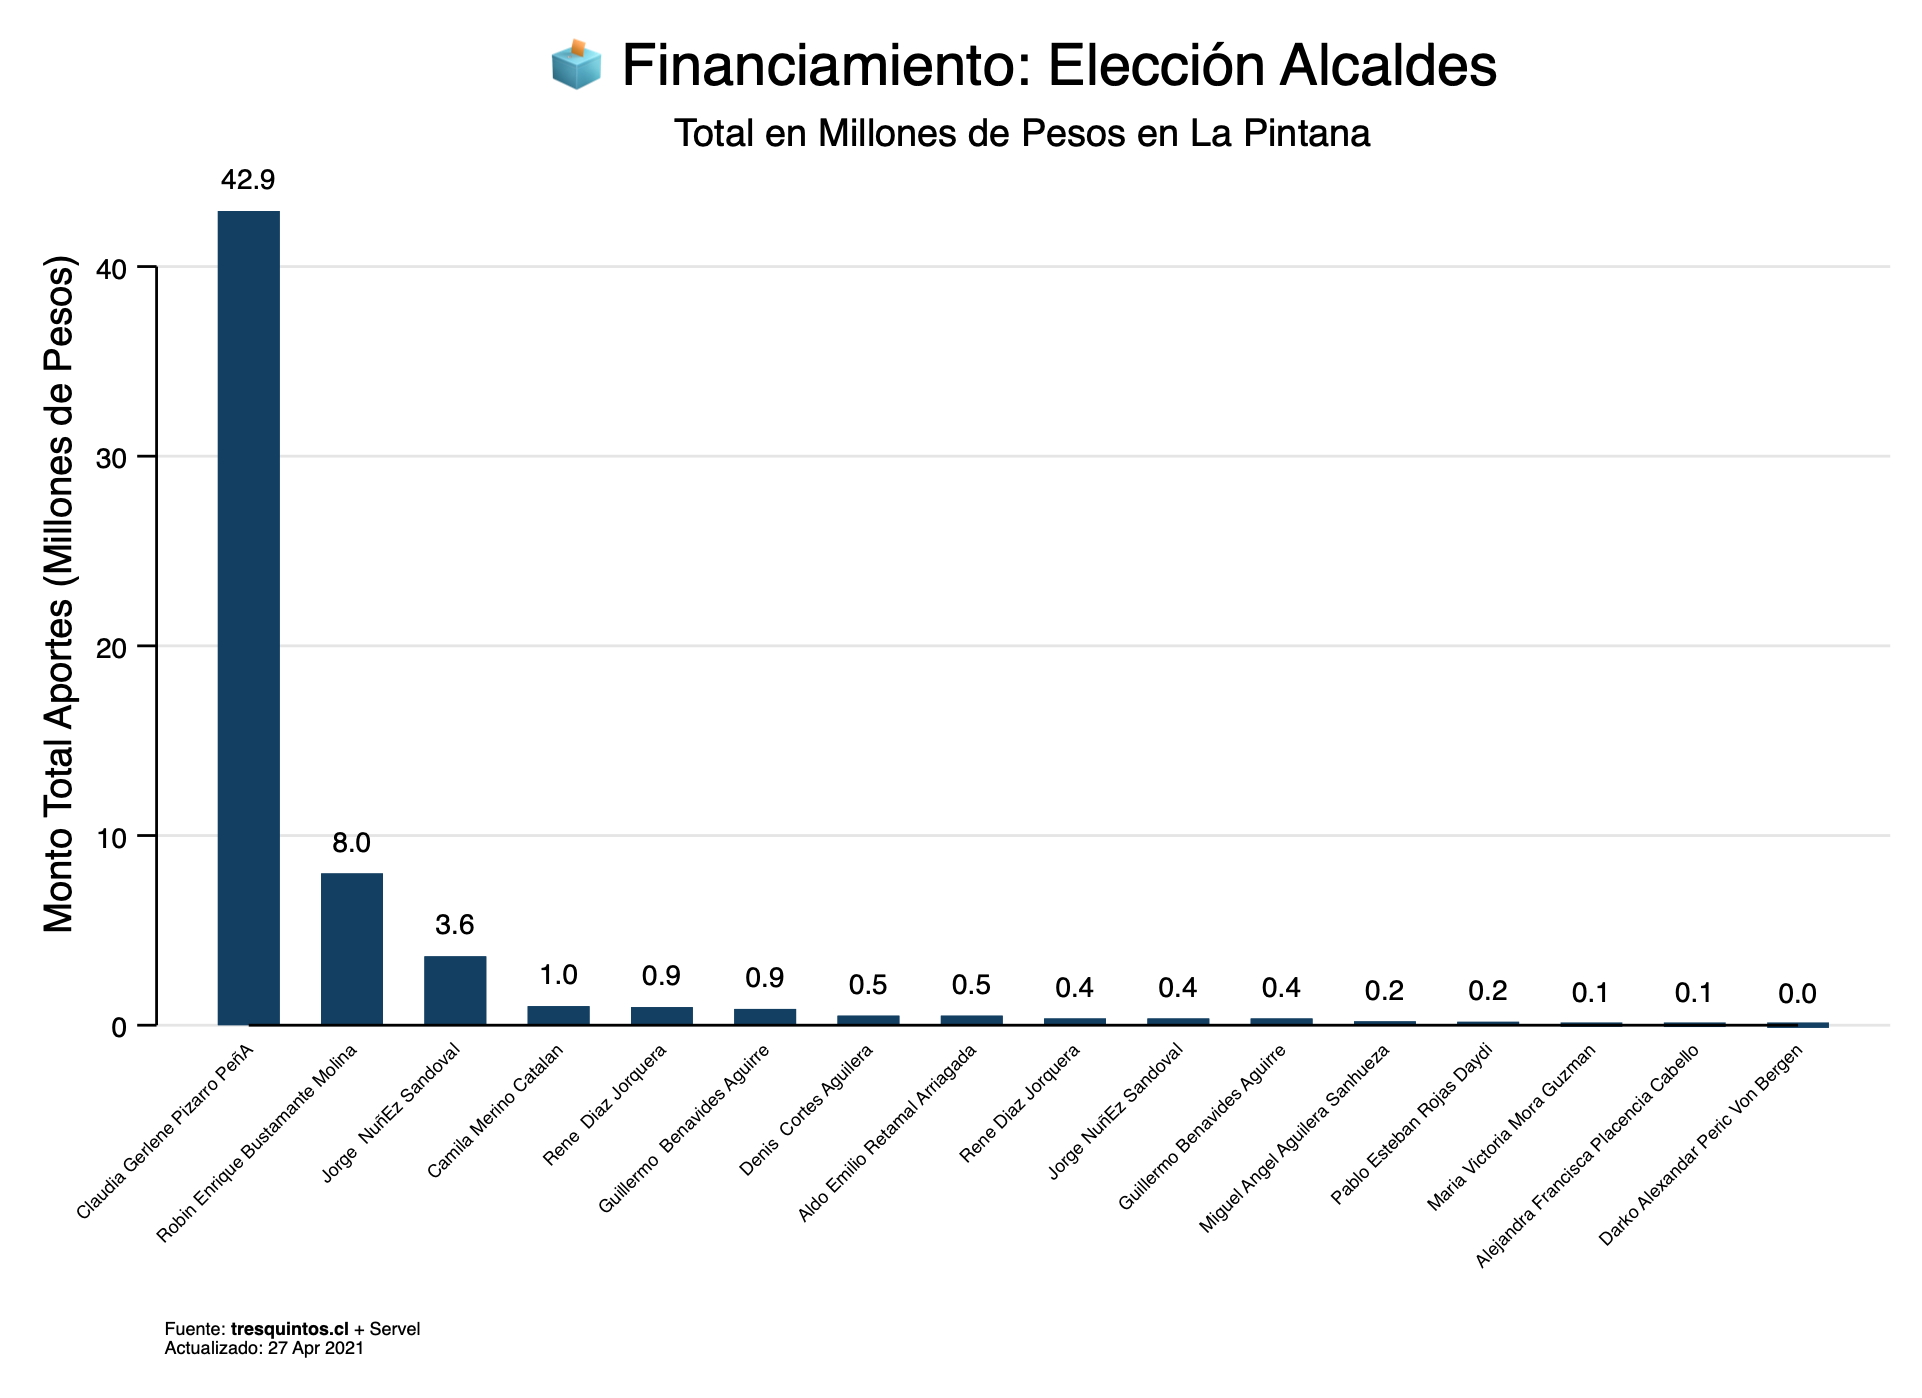 Financiamiento: Elección Alcaldes
Total en Millones de Pesos en La Pintana
Monto Total Aportes (Millones de Pesos)
40
30
20
10
0
42.9
8.0
3.6
1.0
0.9
0.9
0.5
0.5
0.4
0.4
0.4
0.2
0.2
0.1
0.1
0.0
Claudia Gerlene Pizarro PeñA
Robin Enrique Bustamante Molina
Jorge  NuñEz Sandoval
Camila Merino Catalan
Rene  Diaz Jorquera
Guillermo  Benavides Aguirre
Denis  Cortes Aguilera
Aldo Emilio Retamal Arriagada
Rene Diaz Jorquera
Jorge NuñEz Sandoval
Guillermo Benavides Aguirre
Miguel Angel Aguilera Sanhueza
Pablo Esteban Rojas Daydi
Maria Victoria Mora Guzman
Alejandra Francisca Placencia Cabello
Darko Alexandar Peric Von Bergen
Fuente: tresquintos.cl + Servel
Actualizado: 27 Apr 2021